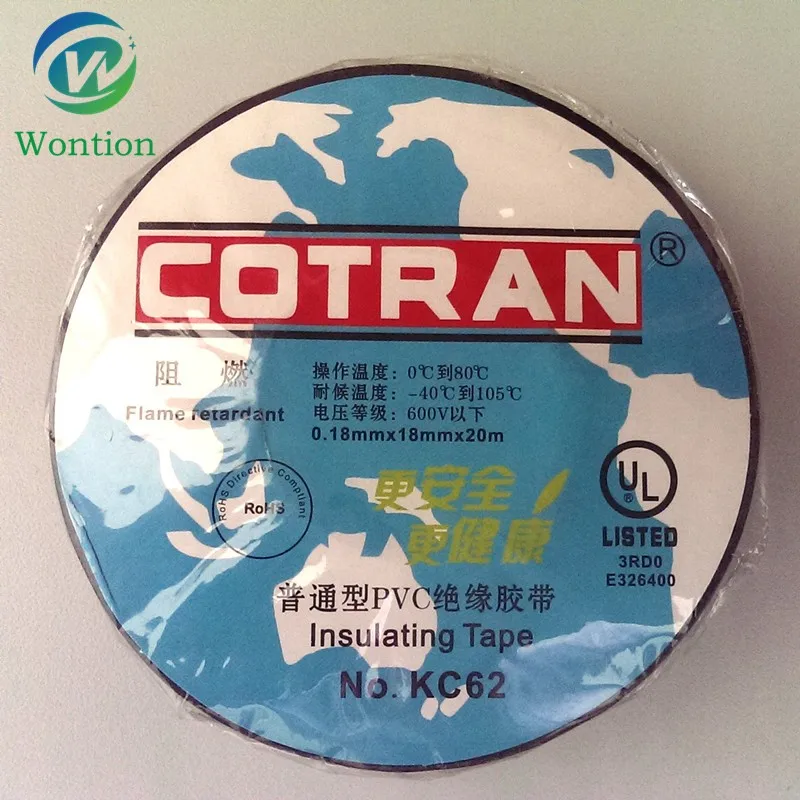 Wontion
COTRAN®
阻 燃
Flame retardant
操作温度：0℃到80℃
耐候温度：-40℃到105℃
电压等级：600V以下
0.18mmx18mmx20m
RoHS Directive Compliant
RoHS
更安全
更健康
UL
®
LISTED
3RD0
E326400
普通型PVC绝缘胶带
Insulating Tape
No. KC62